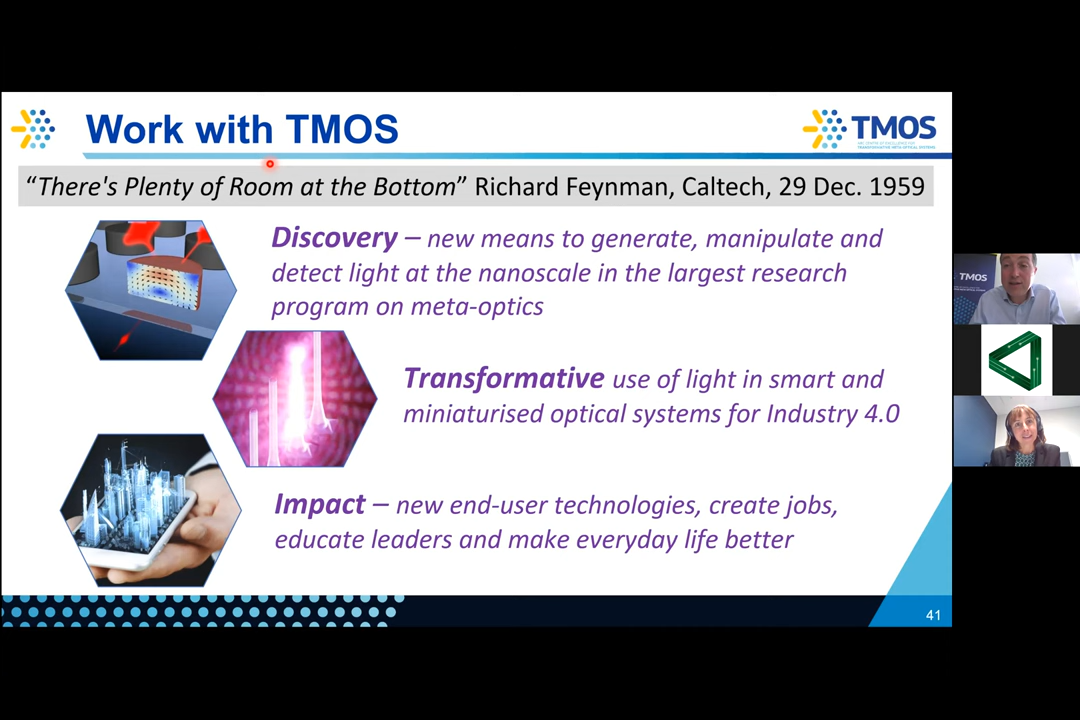 Work with TMOS
TMOS
ARC CENTRE OF EXCELLENCE FOR
TRANSFORMATIVE META-OPTICAL SYSTEMS
“There's Plenty of Room at the Bottom” Richard Feynman, Caltech, 29 Dec. 1959
Discovery – new means to generate, manipulate and
detect light at the nanoscale in the largest research
program on meta-optics
Transformative use of light in smart and
miniaturised optical systems for Industry 4.0
Impact – new end-user technologies, create jobs,
educate leaders and make everyday life better
41
TMOS